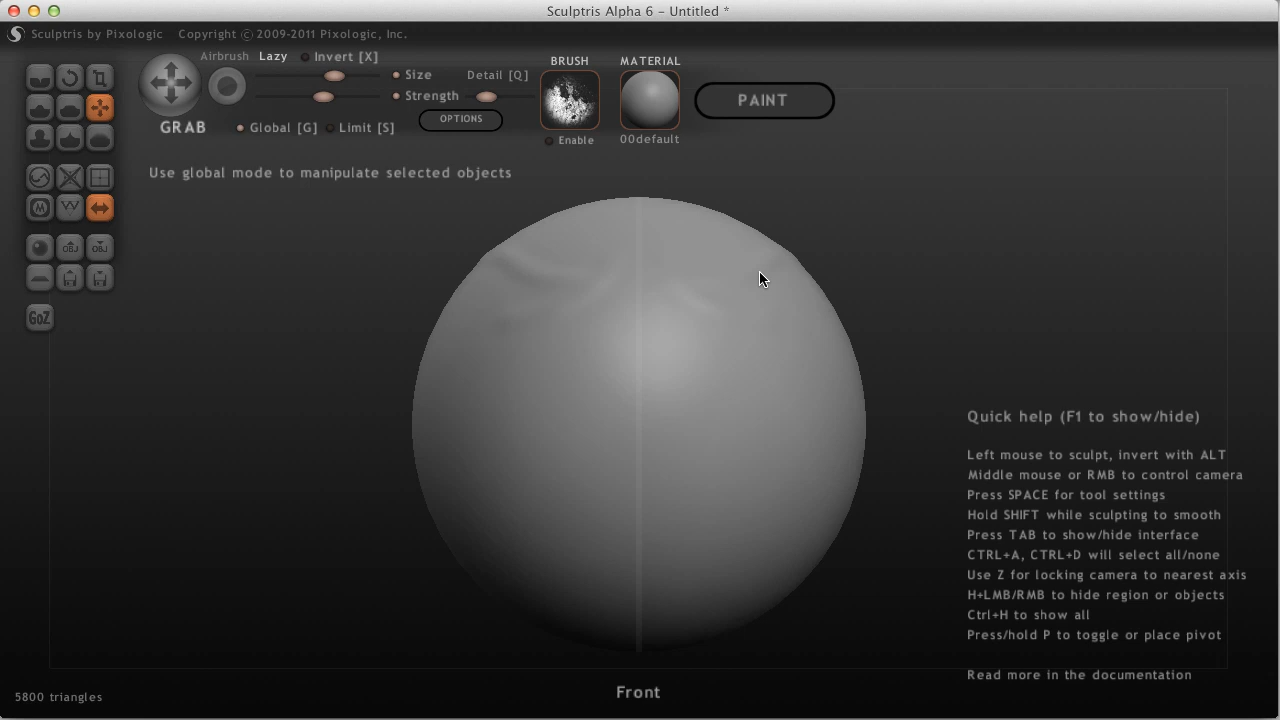 Sculptris Alpha 6 - Untitled *
Sculptris by Pixologic Copyright © 2009-2011 Pixologic, Inc.
Airbrush Lazy Invert [X]
Size Detail [Q]
Strength
GRAB Global [G] Limit [S] OPTIONS
BRUSH MATERIAL
Enable 00default
PAINT
Use global mode to manipulate selected objects
OBJ OBJ
GoZ
Quick help (F1 to show/hide)
Left mouse to sculpt, invert with ALT
Middle mouse or RMB to control camera
Press SPACE for tool settings
Hold SHIFT while sculpting to smooth
Press TAB to show/hide interface
CTRL+A, CTRL+D will select all/none
Use Z for locking camera to nearest axis
H+LMB/RMB to hide region or objects
Ctrl+H to show all
Press/hold P to toggle or place pivot
Read more in the documentation
5800 triangles
Front